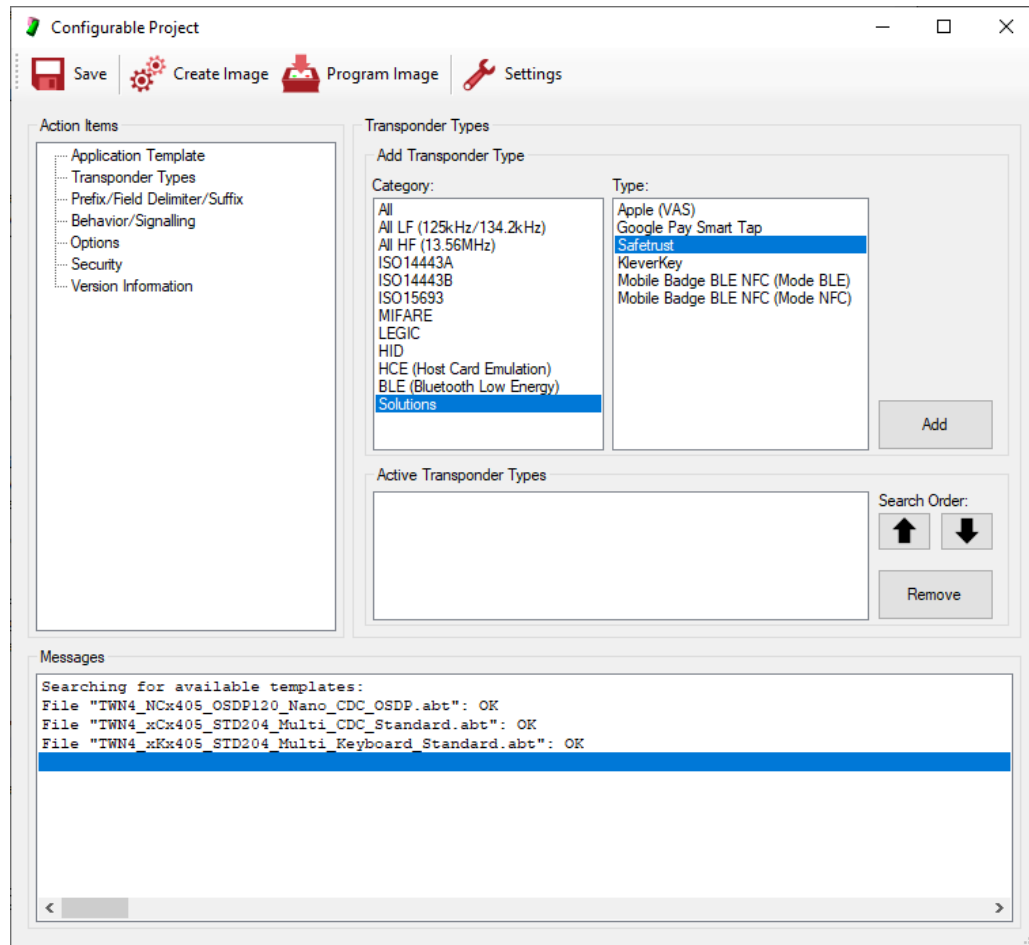 Configurable Project
Save
Create Image
Program Image
Settings
Action Items
Application Template
Transponder Types
Prefix/Field Delimiter/Suffix
Behavior/Signalling
Options
Security
Version Information
Transponder Types
Add Transponder Type
Category:
All
All LF (125kHz/134.2kHz)
All HF (13.56MHz)
ISO14443A
ISO14443B
ISO15693
MIFARE
LEGIC
HID
HCE (Host Card Emulation)
BLE (Bluetooth Low Energy)
Solutions
Type:
Apple (VAS)
Google Pay Smart Tap
Safetrust
KleverKey
Mobile Badge BLE NFC (Mode BLE)
Mobile Badge BLE NFC (Mode NFC)
Add
Active Transponder Types
Search Order:
Remove
Messages
Searching for available templates:
File "TWN4_NCx405_OSDP120_Nano_CDC_OSDP.abt": OK
File "TWN4_xCx405_STD204_Multi_CDC_Standard.abt": OK
File "TWN4_xKx405_STD204_Multi_Keyboard_Standard.abt": OK